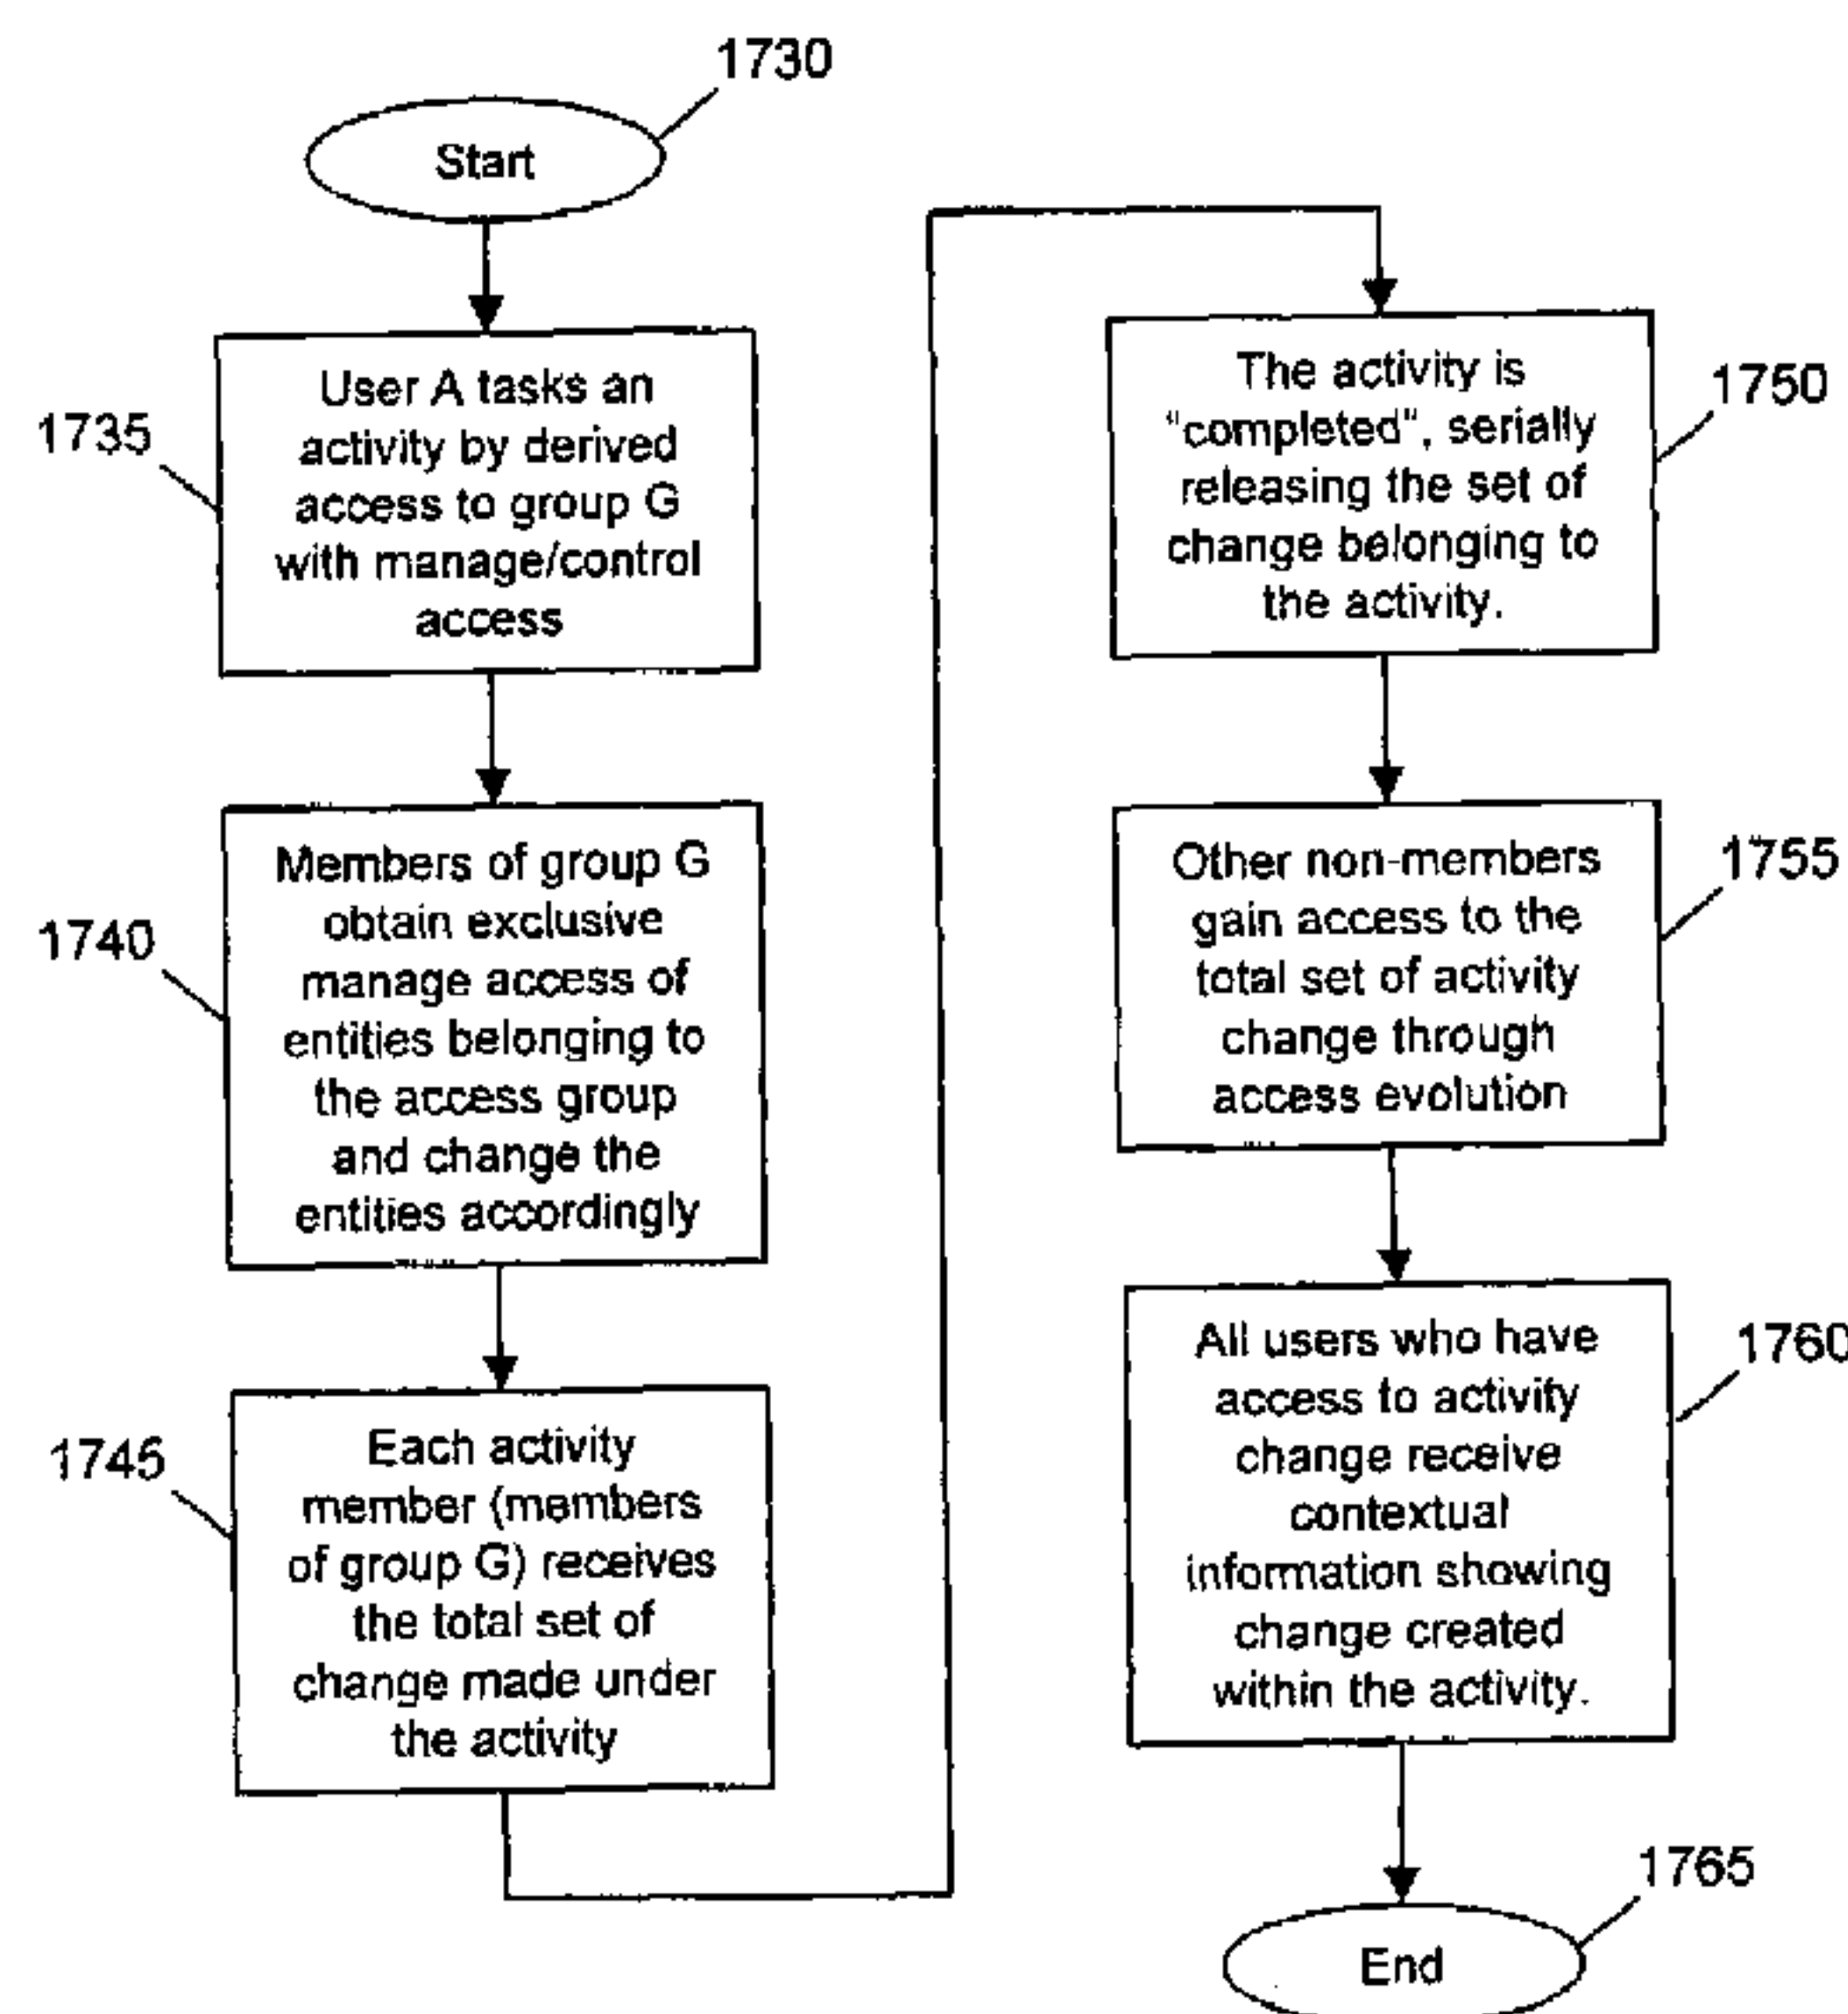 1730
Start
1735
User A tasks an
activity by derived
access to group G
with manage/control
access
1740
Members of group G
obtain exclusive
manage access of
entities belonging to
the access group
and change the
entities accordingly
1745
Each activity
member (members
of group G) receives
the total set of
change made under
the activity
1750
The activity is
"completed", serially
releasing the set of
change belonging to
the activity.
1755
Other non-members
gain access to the
total set of activity
change through
access evolution
1760
All users who have
access to activity
change receive
contextual
information showing
change created
within the activity.
1765
End